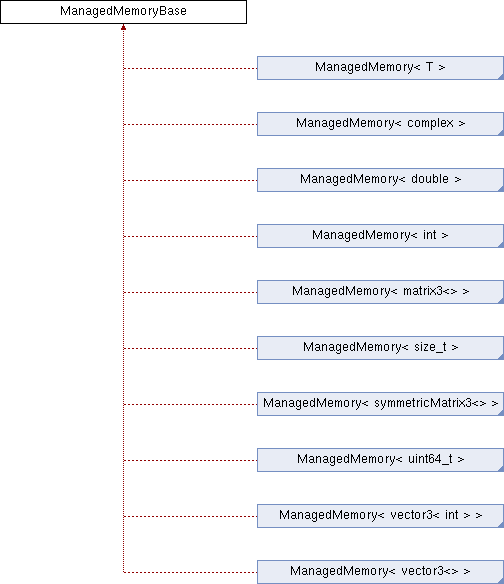 ManagedMemoryBase
ManagedMemory< T >
ManagedMemory< complex >
ManagedMemory< double >
ManagedMemory< int >
ManagedMemory< matrix3<> >
ManagedMemory< size_t >
ManagedMemory< symmetricMatrix3<> >
ManagedMemory< uint64_t >
ManagedMemory< vector3< int > >
ManagedMemory< vector3<> >